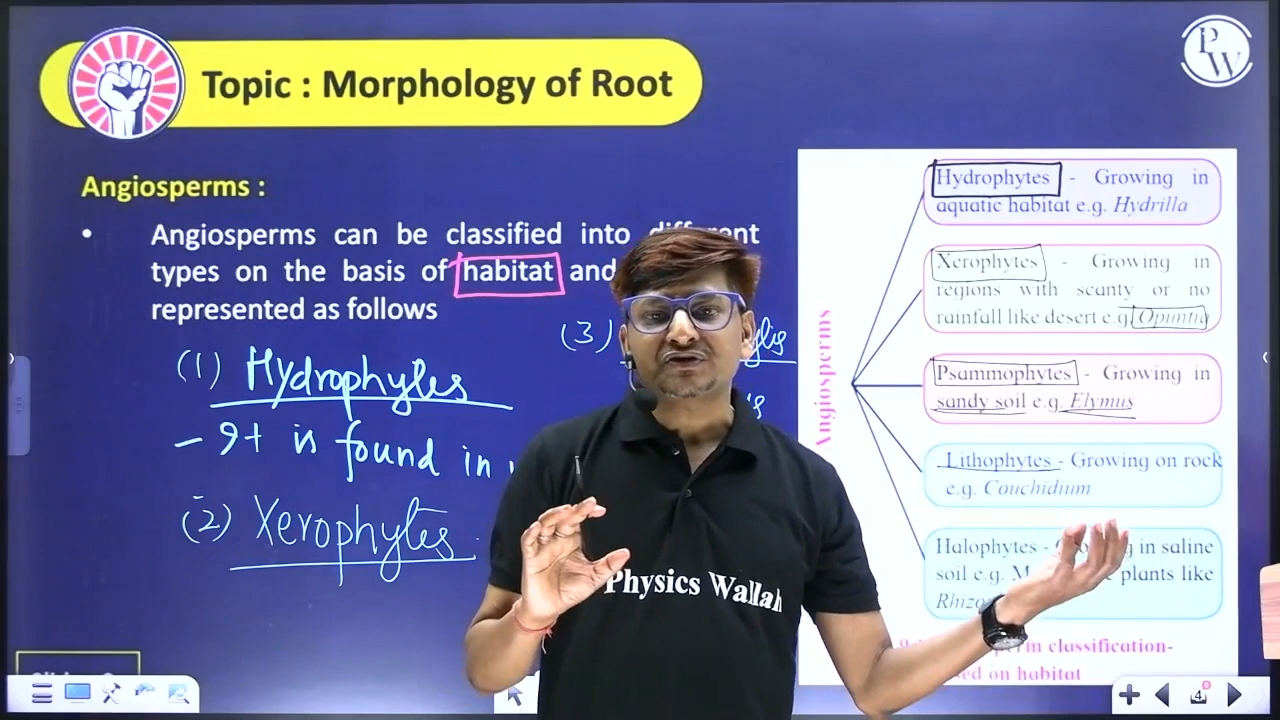 Topic : Morphology of Root
PW
Angiosperms :
• Angiosperms can be classified into different
types on the basis of habitat and
represented as follows
(1) Hydrophytes
- It is found in
(2) Xerophytes
(3)
Angiosperms
Hydrophytes - Growing in
aquatic habitat e.g. Hydrilla
Xerophytes - Growing in
regions with scanty or no
rainfall like desert e.g. Opuntia
Psammophytes - Growing in
sandy soil e.g. Elymus
Lithophytes - Growing on rock
e.g. Couchidium
Halophytes - in saline
soil e.g. plants like
classification-
on habitat
Physics Wallah
4